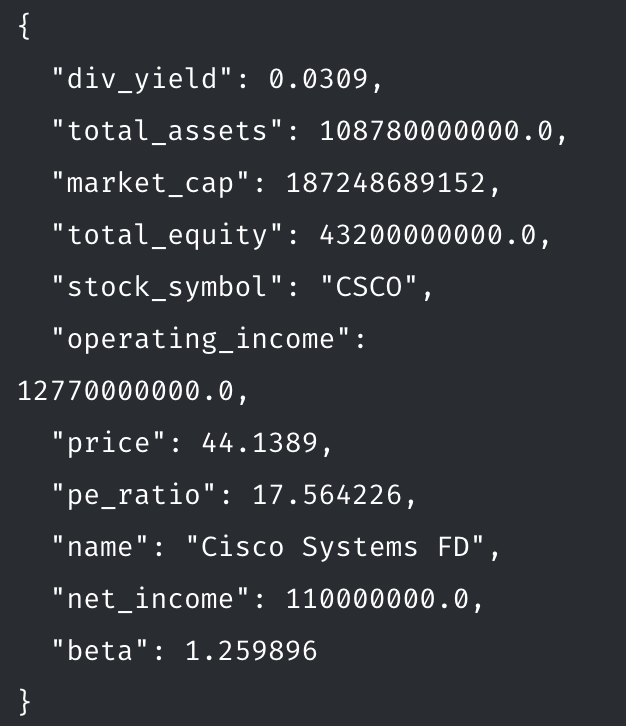 {
  "div_yield": 0.0309,
  "total_assets": 108780000000.0,
  "market_cap": 187248689152,
  "total_equity": 43200000000.0,
  "stock_symbol": "CSCO",
  "operating_income":
12770000000.0,
  "price": 44.1389,
  "pe_ratio": 17.564226,
  "name": "Cisco Systems FD",
  "net_income": 110000000.0,
  "beta": 1.259896
}